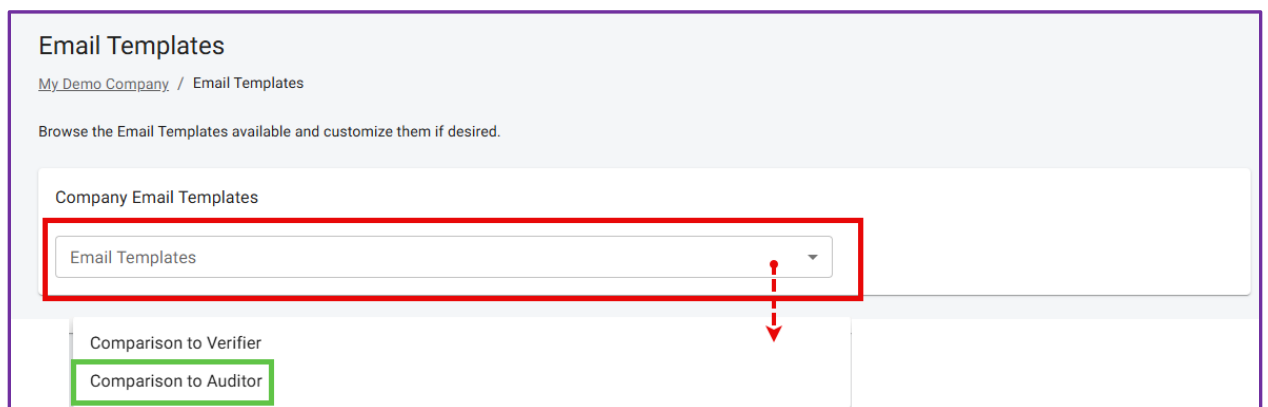 Email Templates
My Demo Company / Email Templates
Browse the Email Templates available and customize them if desired.
Company Email Templates
Email Templates
Comparison to Verifier
Comparison to Auditor